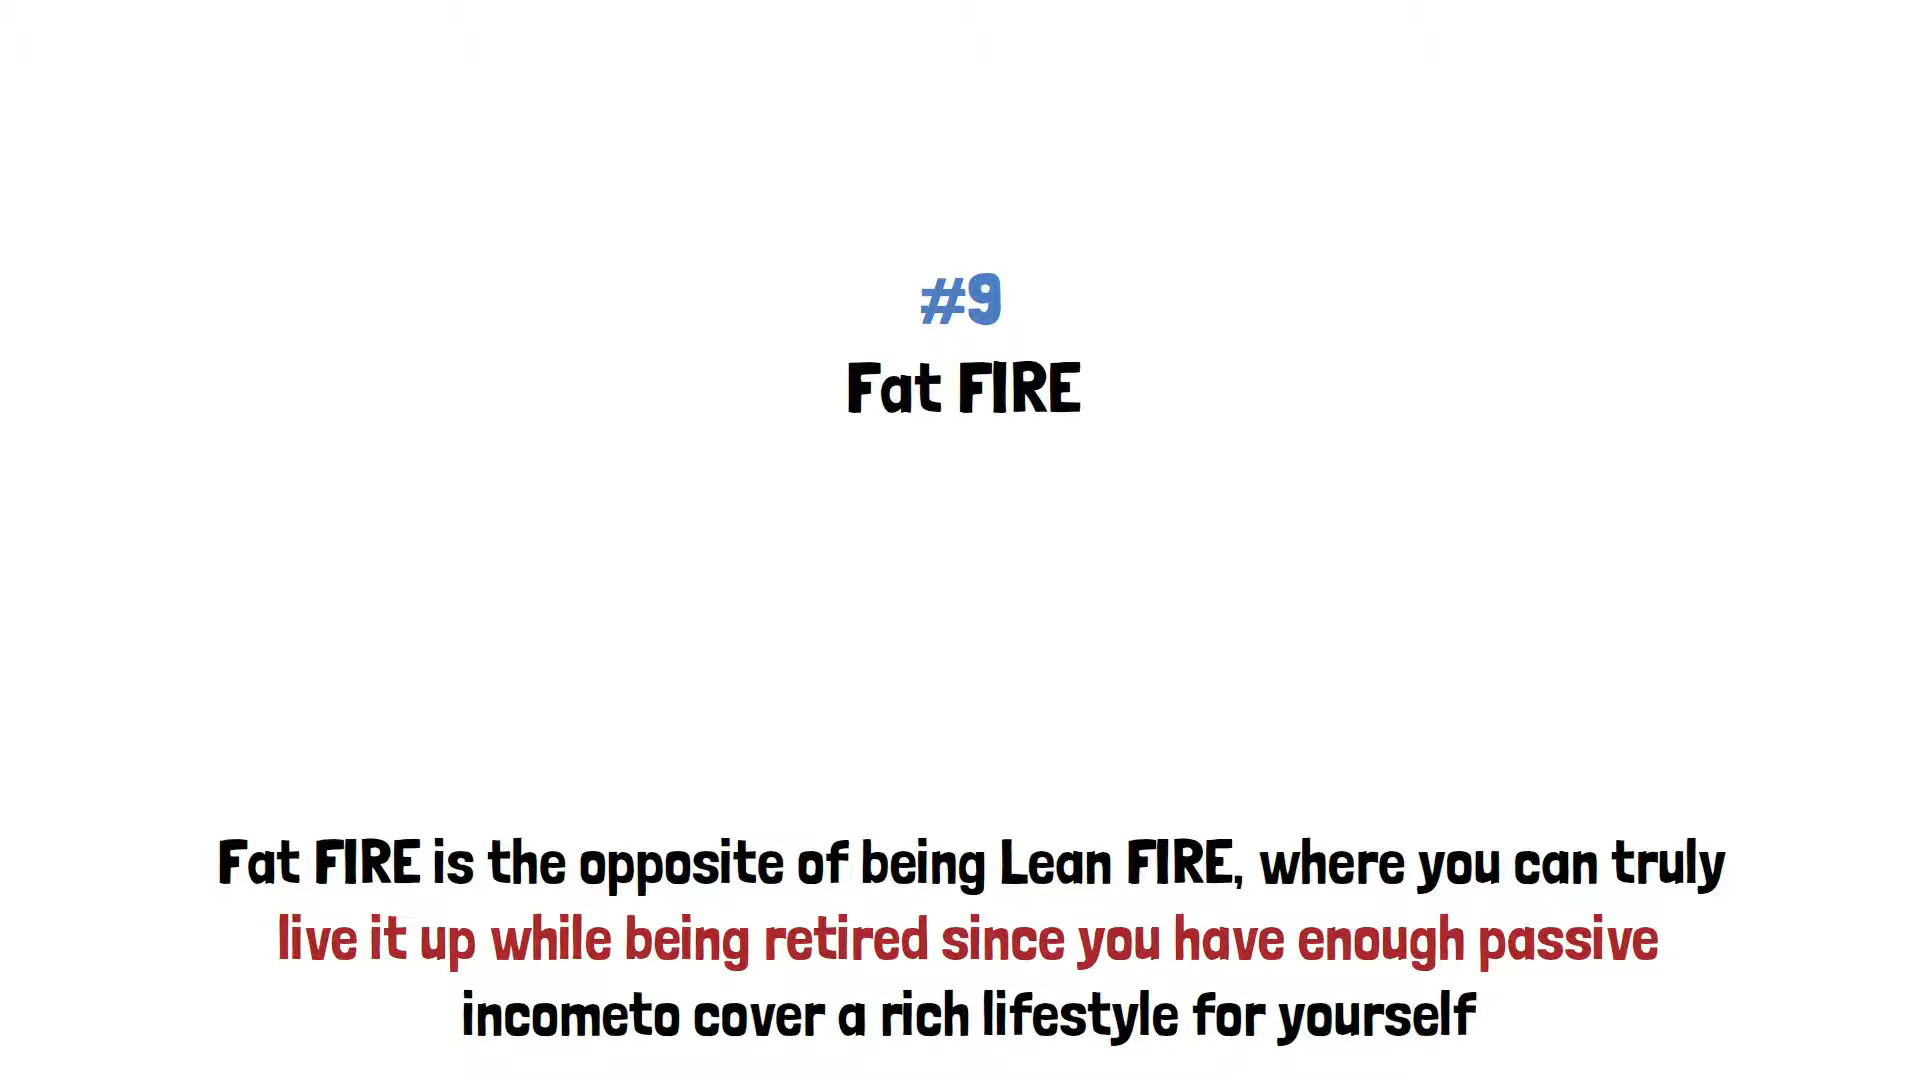 #9
Fat FIRE
Fat FIRE is the opposite of being Lean FIRE, where you can truly
live it up while being retired since you have enough passive
incometo cover a rich lifestyle for yourself